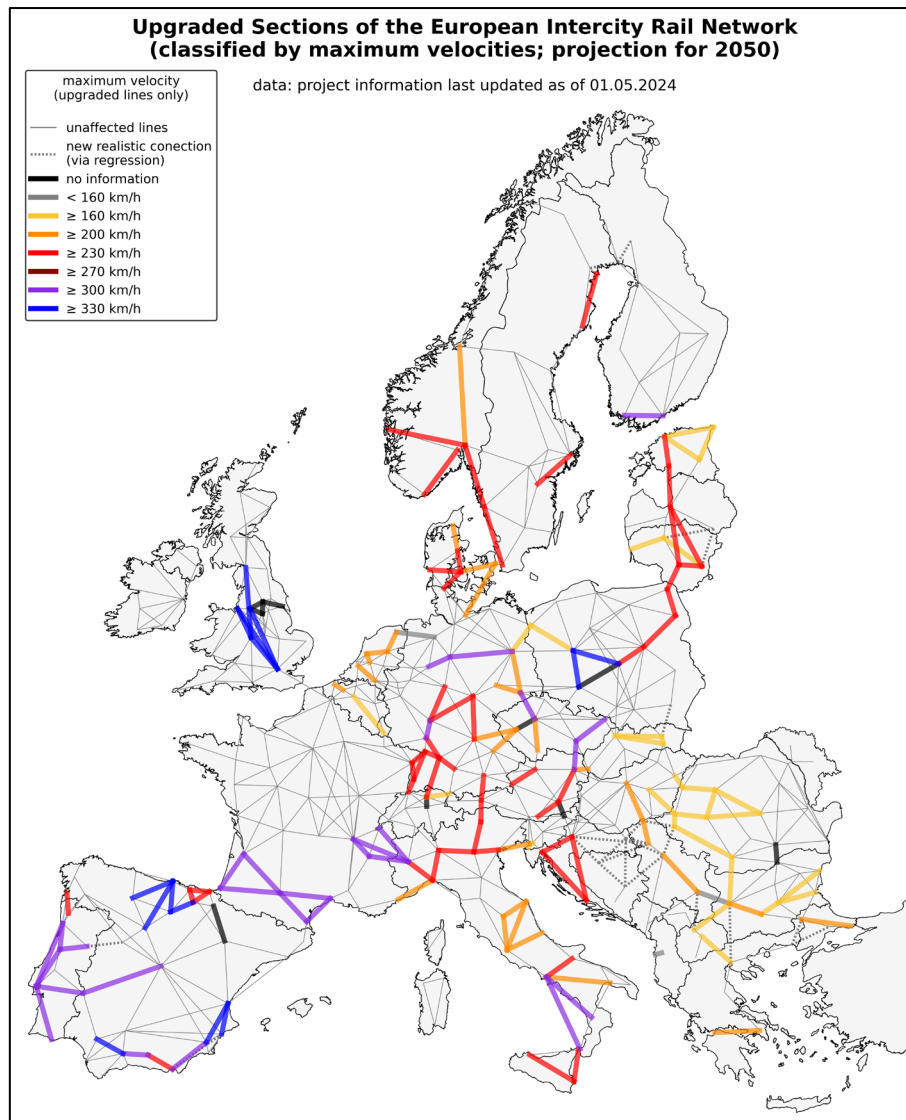 Upgraded Sections of the European Intercity Rail Network
(classified by maximum velocities; projection for 2050)
data: project information last updated as of 01.05.2024
maximum velocity
(upgraded lines only)
unaffected lines
new realistic conection
(via regression)
no information
< 160 km/h
≥ 160 km/h
≥ 200 km/h
≥ 230 km/h
≥ 270 km/h
≥ 300 km/h
≥ 330 km/h